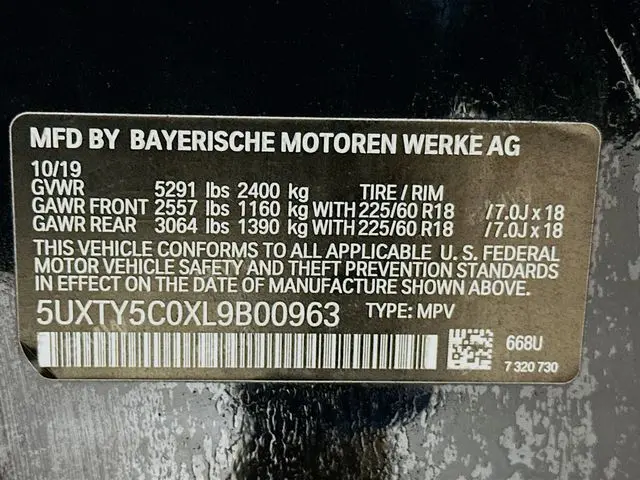 MFD BY BAYERISCHE MOTOREN WERKE AG
10/19
GVWR 5291 lbs 2400 kg TIRE / RIM
GAWR FRONT 2557 lbs 1160 kg WITH 225/60 R18 /7.0J x 18
GAWR REAR 3064 lbs 1390 kg WITH 225/60 R18 /7.0J x 18
THIS VEHICLE CONFORMS TO ALL APPLICABLE U. S. FEDERAL
MOTOR VEHICLE SAFETY AND THEFT PREVENTION STANDARDS
IN EFFECT ON THE DATE OF MANUFACTURE SHOWN ABOVE.
5UXTY5C0XL9B00963 TYPE: MPV
668U
7 320 730